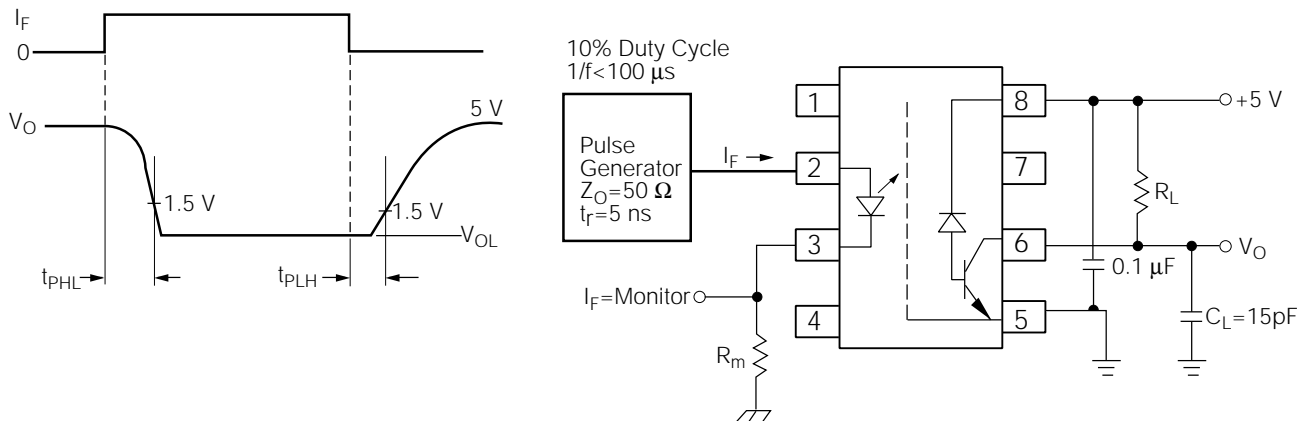 I_F
0
V_O
5 V
1.5 V
1.5 V
V_OL
t_PHL
t_PLH
10% Duty Cycle
1/f<100 µs
Pulse
Generator
Z_O=50 Ω
t_r=5 ns
I_F
I_F=Monitor
R_m
1
2
3
4
8
7
6
5
+5 V
R_L
V_O
0.1 µF
C_L=15pF